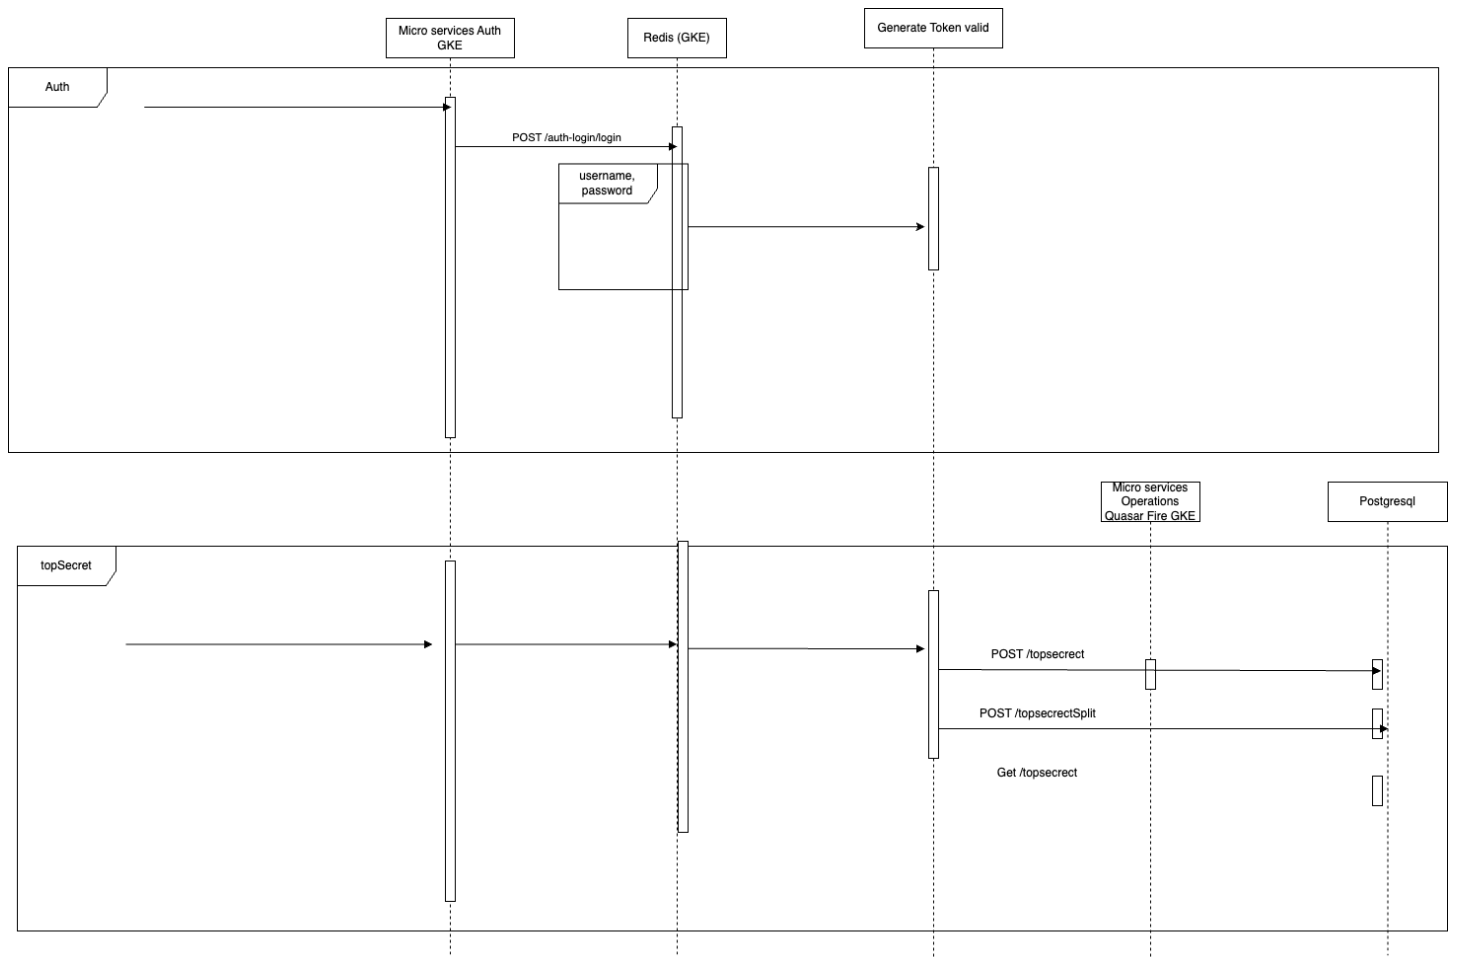 Micro services Auth
GKE
Redis (GKE)
Generate Token valid
Auth
POST /auth-login/login
username,
password
Micro services
Operations
Quasar Fire GKE
Postgresql
topSecret
POST /topsecrect
POST /topsecrectSplit
Get /topsecrect